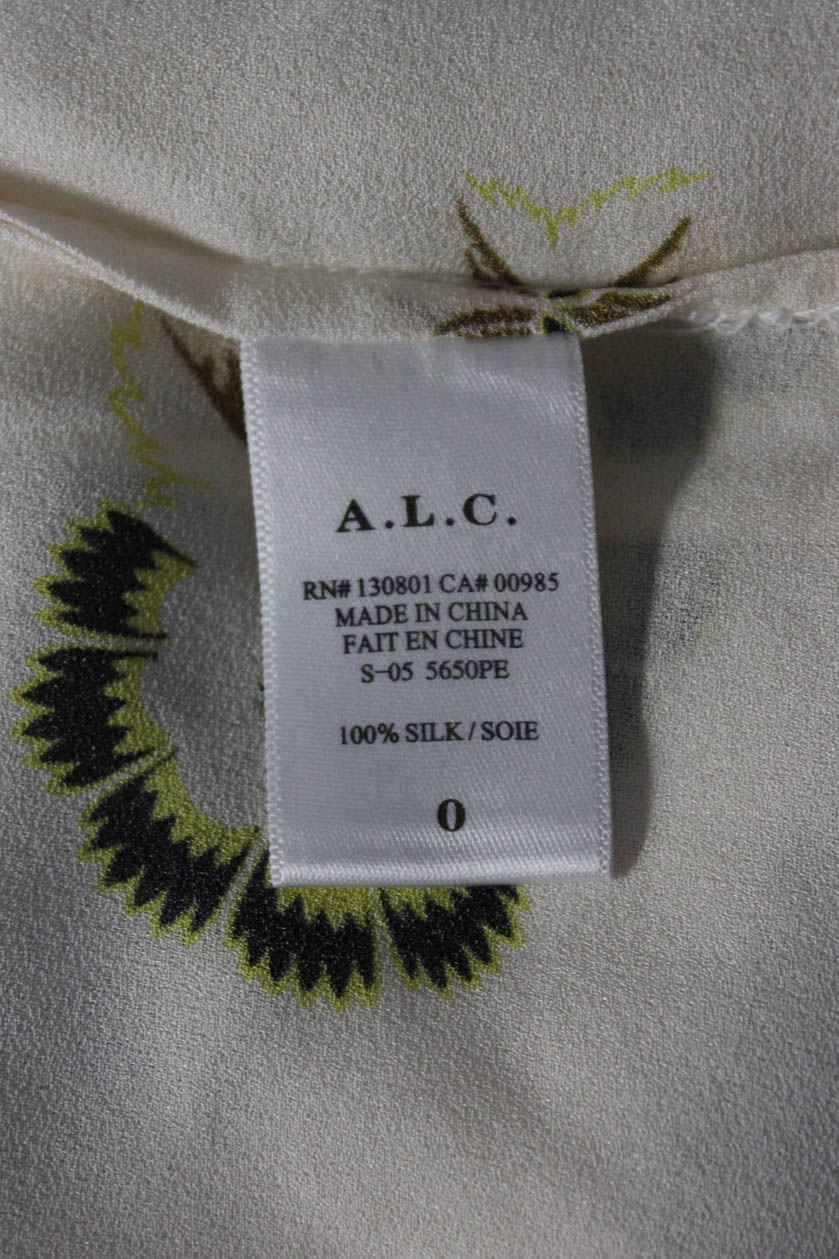 A.L.C.
RN# 130801 CA# 00985
MADE IN CHINA
FAIT EN CHINE
S-05 5650PE
100% SILK / SOIE
0